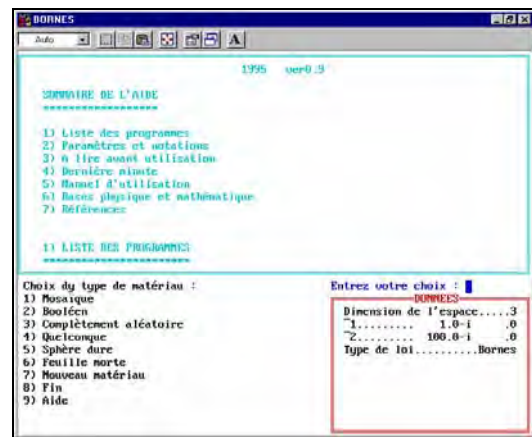 BORNES
Auto
A
1995 ver0.9
SOMMAIRE DE L'AIDE
==================
1) Liste des programmes
2) Paramètres et notations
3) A lire avant utilisation
4) Dernière minute
5) Manuel d'utilisation
6) Bases physique et mathématique
7) Références
1) LISTE DES PROGRAMMES
Choix dy type de matériau :
1) Mosaïque
2) Booléen
3) Complètement aléatoire
4) Quelconque
5) Sphère dure
6) Feuille morte
7) Nouveau matériau
8) Fin
9) Aide
Entrez votre choix :
DONNEES
Dimension de l'espace.....3
1......... 1.0-i .0
2......... 100.0-i .0
Type de loi..........Bornes